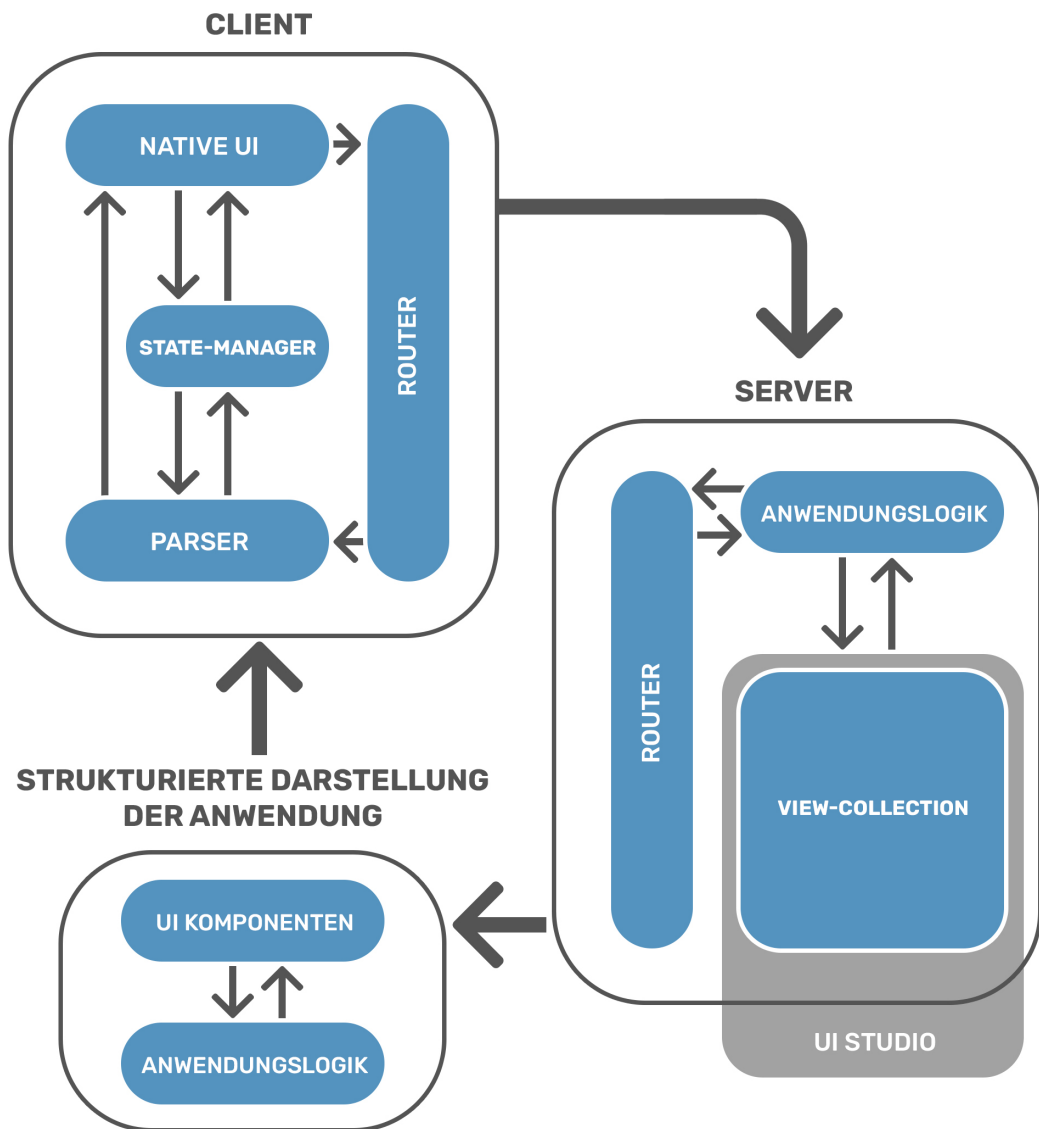 CLIENT
NATIVE UI
ROUTER
STATE-MANAGER
PARSER
SERVER
ANWENDUNGSLOGIK
ROUTER
VIEW-COLLECTION
UI STUDIO
STRUKTURIERTE DARSTELLUNG
DER ANWENDUNG
UI KOMPONENTEN
ANWENDUNGSLOGIK